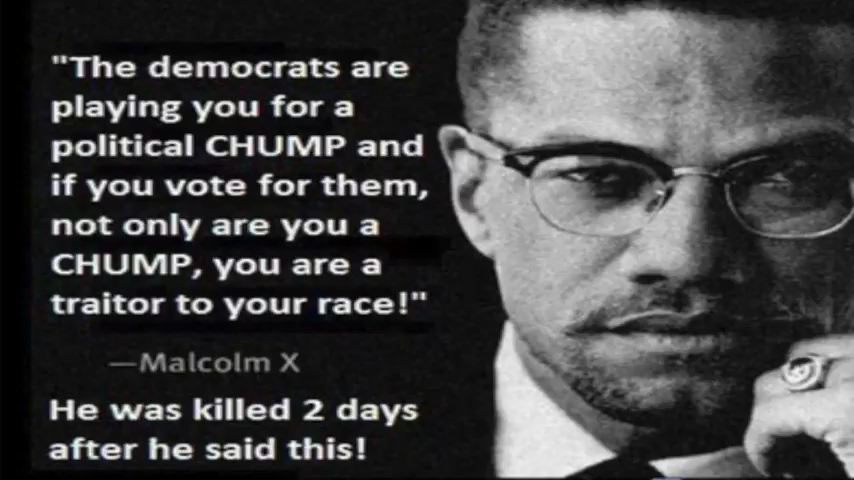 "The democrats are
playing you for a
political CHUMP and
if you vote for them,
not only are you a
CHUMP, you are a
traitor to your race!"
—Malcolm X
He was killed 2 days
after he said this!